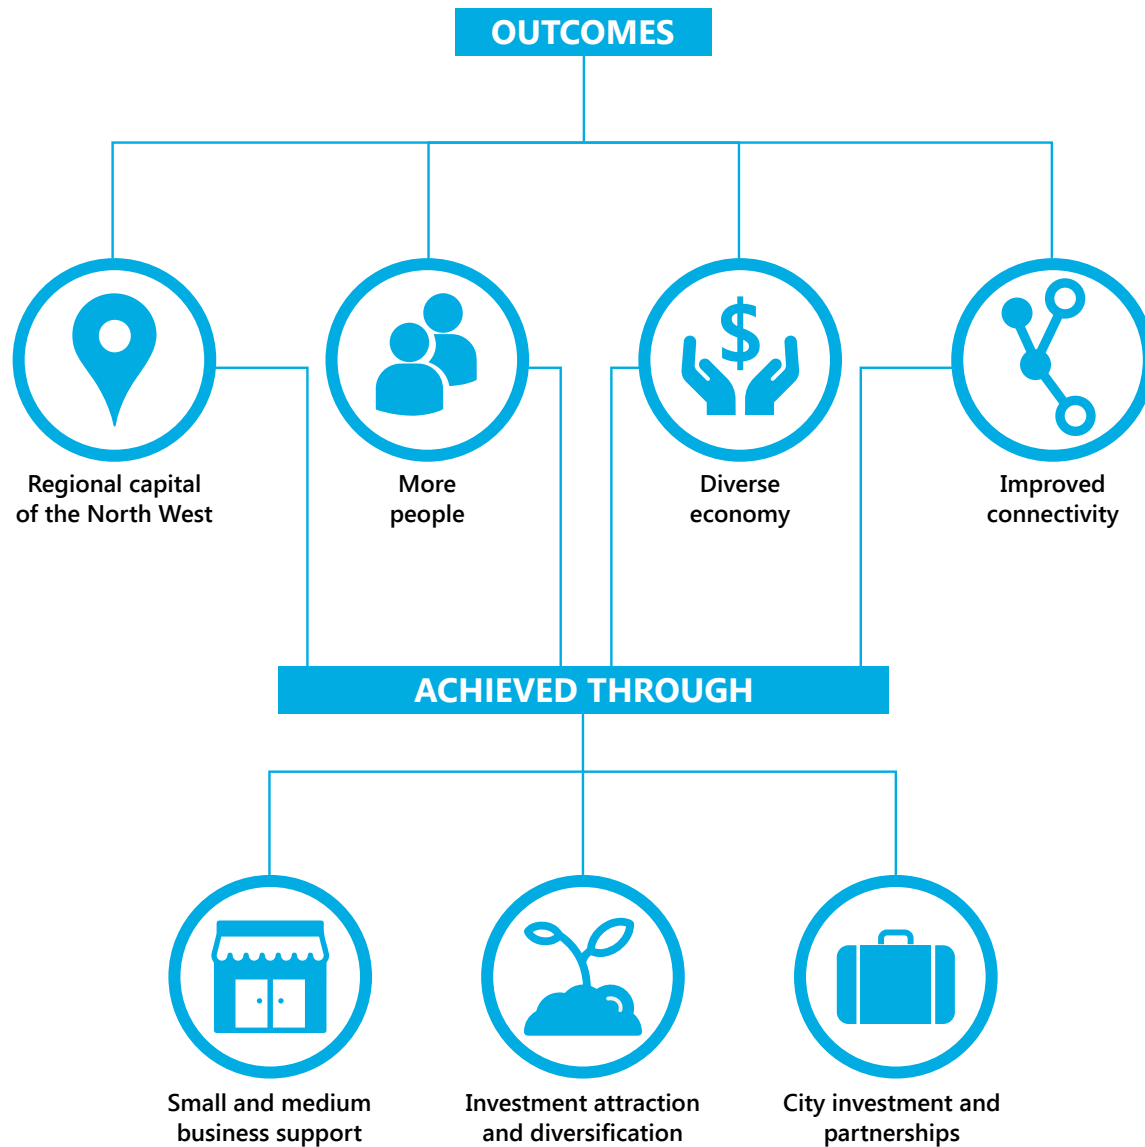 OUTCOMES
Regional capital
of the North West
More
people
Diverse
economy
Improved
connectivity
ACHIEVED THROUGH
Small and medium
business support
Investment attraction
and diversification
City investment and
partnerships